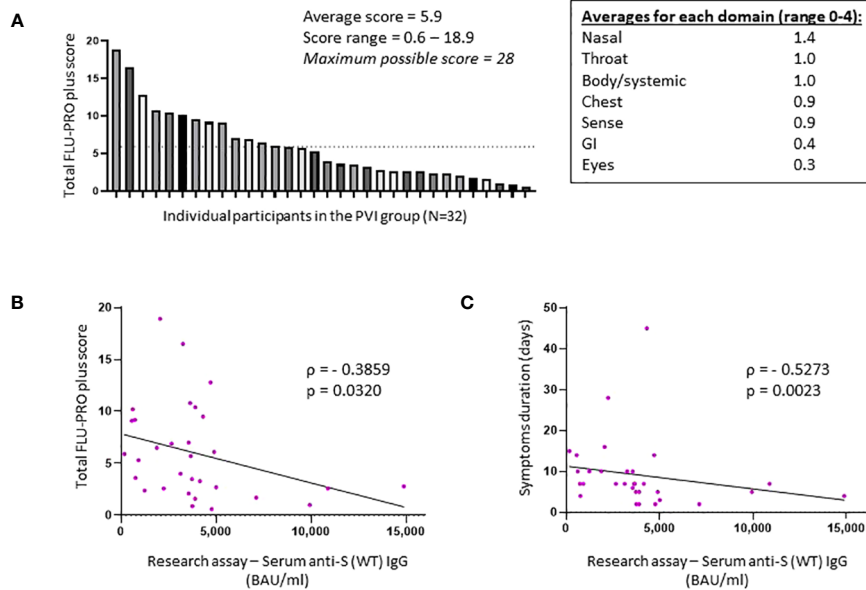 A
Average score = 5.9
Score range = 0.6 – 18.9
Maximum possible score = 28
Total FLU-PRO plus score
20
15
10
5
0
Individual participants in the PVI group (N=32)
Averages for each domain (range 0-4):
Nasal 1.4
Throat 1.0
Body/systemic 1.0
Chest 0.9
Sense 0.9
GI 0.4
Eyes 0.3
B
Total FLU-PRO plus score
20
15
10
5
0
ρ = - 0.3859
p = 0.0320
0 5,000 10,000 15,000
Research assay – Serum anti-S (WT) IgG
(BAU/ml)
C
Symptoms duration (days)
50
40
30
20
10
0
ρ = - 0.5273
p = 0.0023
0 5,000 10,000 15,000
Research assay – Serum anti-S (WT) IgG
(BAU/ml)